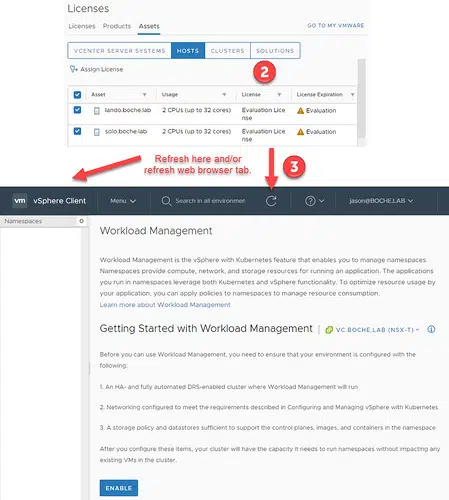 Licenses
Licenses Products Assets
GO TO MY VMWARE
VCENTER SERVER SYSTEMS HOSTS CLUSTERS SOLUTIONS
Assign License
2
Asset Usage License License Expiration
lando.boche.lab 2 CPUs (up to 32 cores) Evaluation Lice
nse Evaluation
solo.boche.lab 2 CPUs (up to 32 cores) Evaluation Lice
nse Evaluation
Refresh here and/or
refresh web browser tab.
3
vm vSphere Client Menu Search in all environmer jason@BOCHE.LAB
Namespaces
Workload Management
Workload Management is the vSphere with Kubernetes feature that enables you to manage namespaces.
Namespaces provide compute, network, and storage resources for running an application. The applications
you run in namespaces leverage both Kubernetes and vSphere functionality. To optimize resource usage by
your application, you can apply policies to namespaces to manage resource consumption.
Learn more about Workload Management
Getting Started with Workload Management VC.BOCHE.LAB (NSX-T)
Before you can use Workload Management, you need to ensure that your environment is configured with the
following:
1. An HA- and fully automated DRS-enabled cluster where Workload Management will run
2. Networking configured to meet the requirements described in Configuring and Managing vSphere with Kubernetes
3. A storage policy and datastores sufficient to support the control planes, images, and containers in the namespace
After you configure these items, your cluster will have the capacity it needs to run namespaces without impacting any
existing VMs in the cluster.
ENABLE